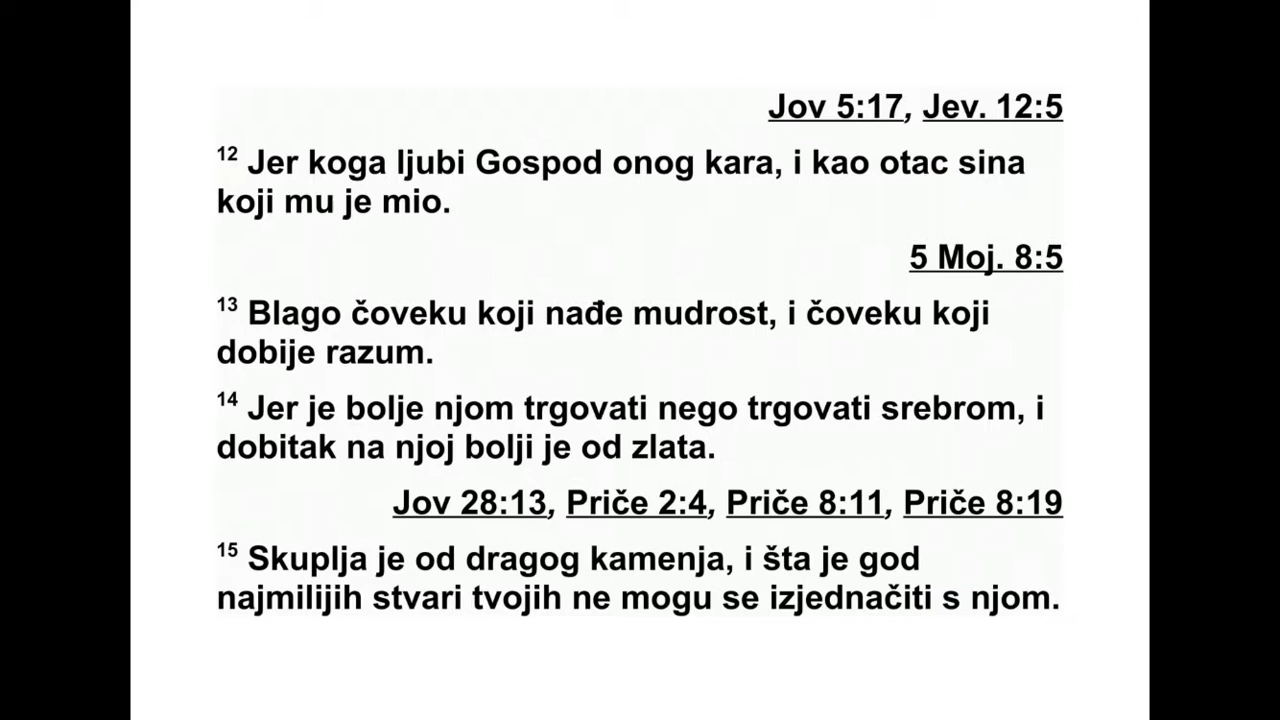 Jov 5:17, Jev. 12:5
12 Jer koga ljubi Gospod onog kara, i kao otac sina
koji mu je mio.
5 Moj. 8:5
13 Blago čoveku koji nađe mudrost, i čoveku koji
dobije razum.
14 Jer je bolje njom trgovati nego trgovati srebrom, i
dobitak na njoj bolji je od zlata.
Jov 28:13, Priče 2:4, Priče 8:11, Priče 8:19
15 Skuplja je od dragog kamenja, i šta je god
najmilijih stvari tvojih ne mogu se izjednačiti s njom.